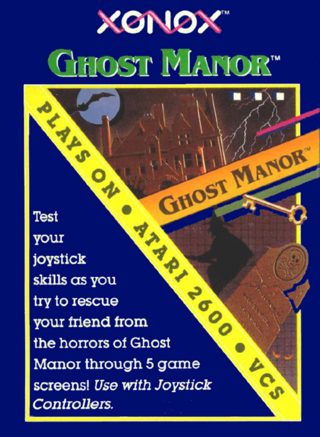 XONOX™
GHOST MANOR™
PLAYS ON • ATARI 2600 • VCS
GHOST MANOR™
Test
your
joystick
skills as you
try to rescue
your friend from
the horrors of Ghost
Manor through 5 game
screens! Use with Joystick
Controllers.